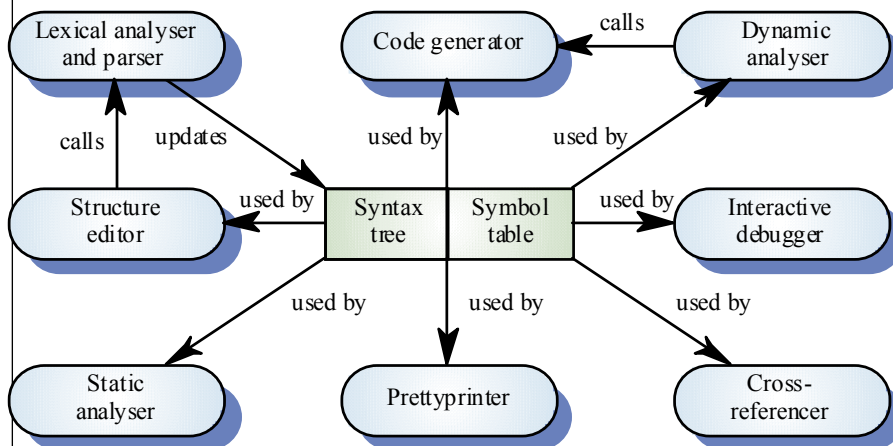 Lexical analyser
and parser
Code generator
calls
Dynamic
analyser
calls
updates
used by
used by
Structure
editor
used by
Syntax
tree
Symbol
table
used by
Interactive
debugger
used by
used by
used by
Static
analyser
Prettyprinter
Cross-
referencer